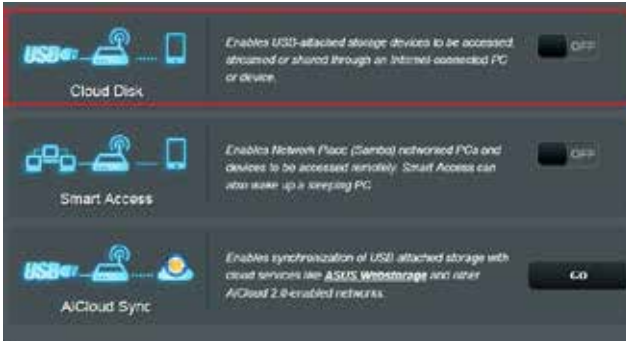 USB
Enables USB-attached storage devices to be accessed,
streamed or shared through an Internet-connected PC
or device.
OFF
Cloud Disk
Enables Network Place (Samba) networked PCs and
devices to be accessed remotely. Smart Access can
also wake up a sleeping PC.
OFF
Smart Access
USB
Enables synchronization of USB attached storage with
cloud services like ASUS Webstorage and other
AiCloud 2.0-enabled networks.
GO
AiCloud Sync